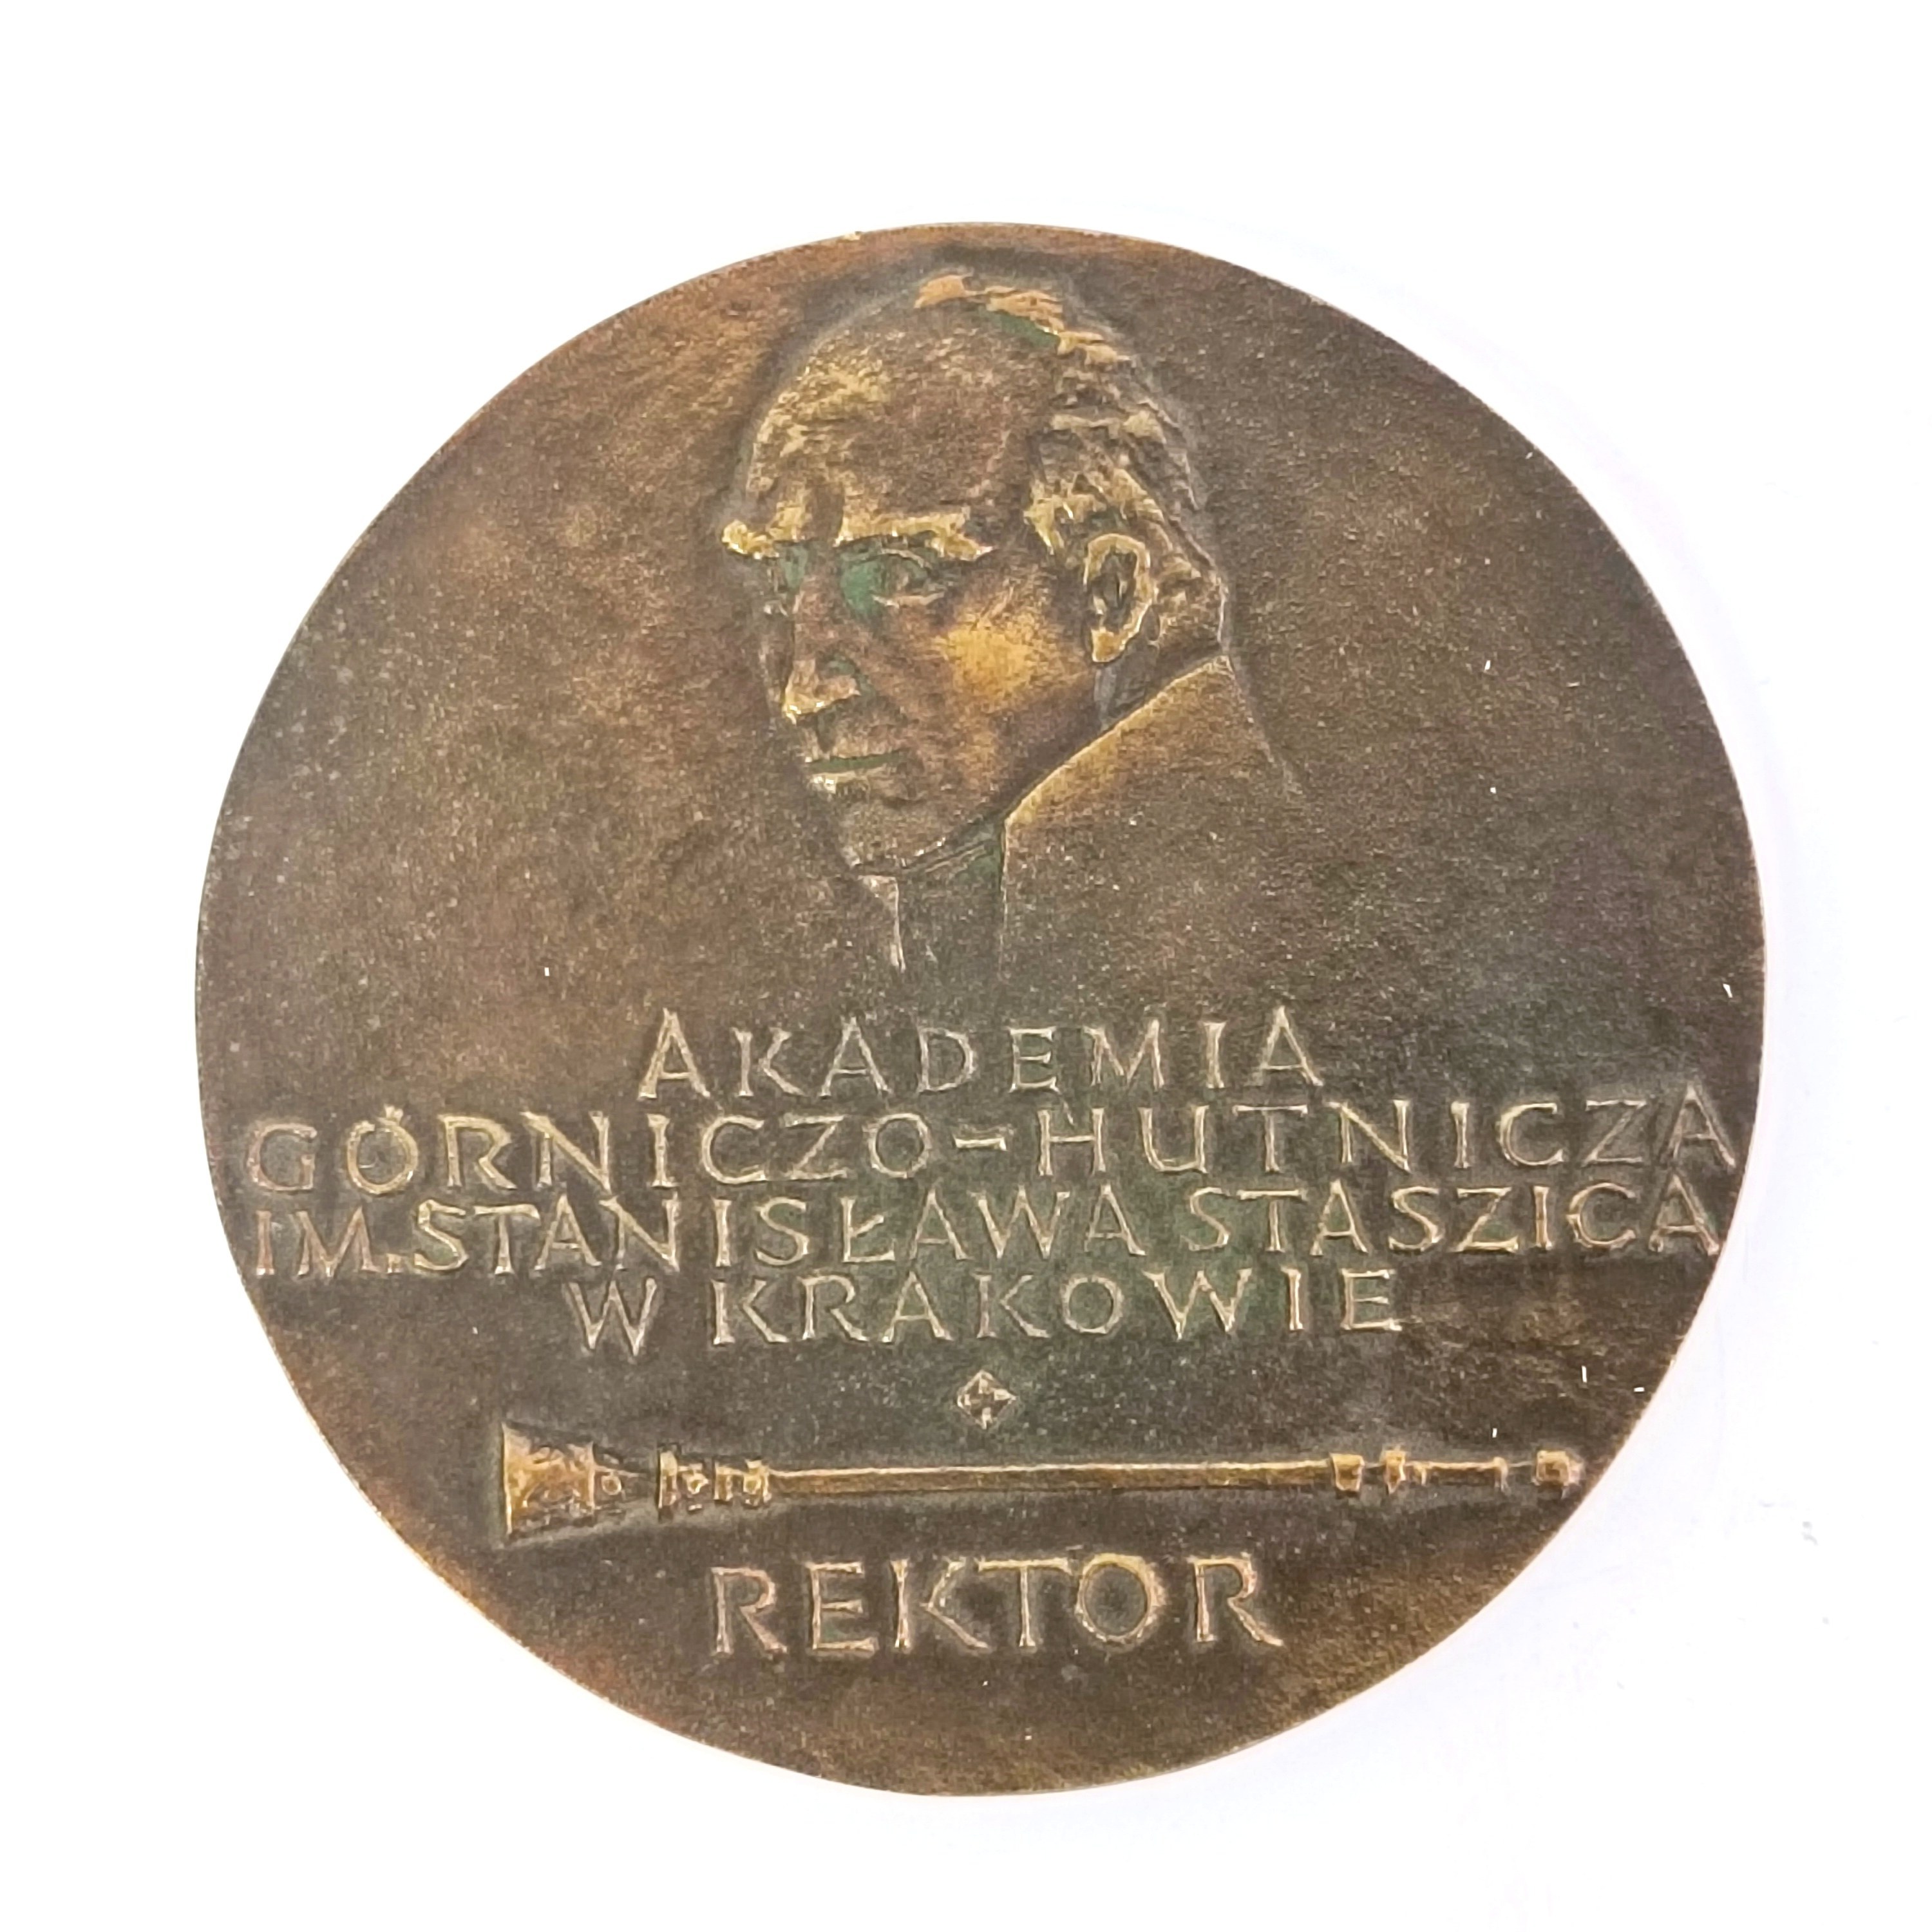 AKADEMIA
GÓRNICZO-HUTNICZA
IM.STANISŁAWA STASZICA
W KRAKOWIE
REKTOR